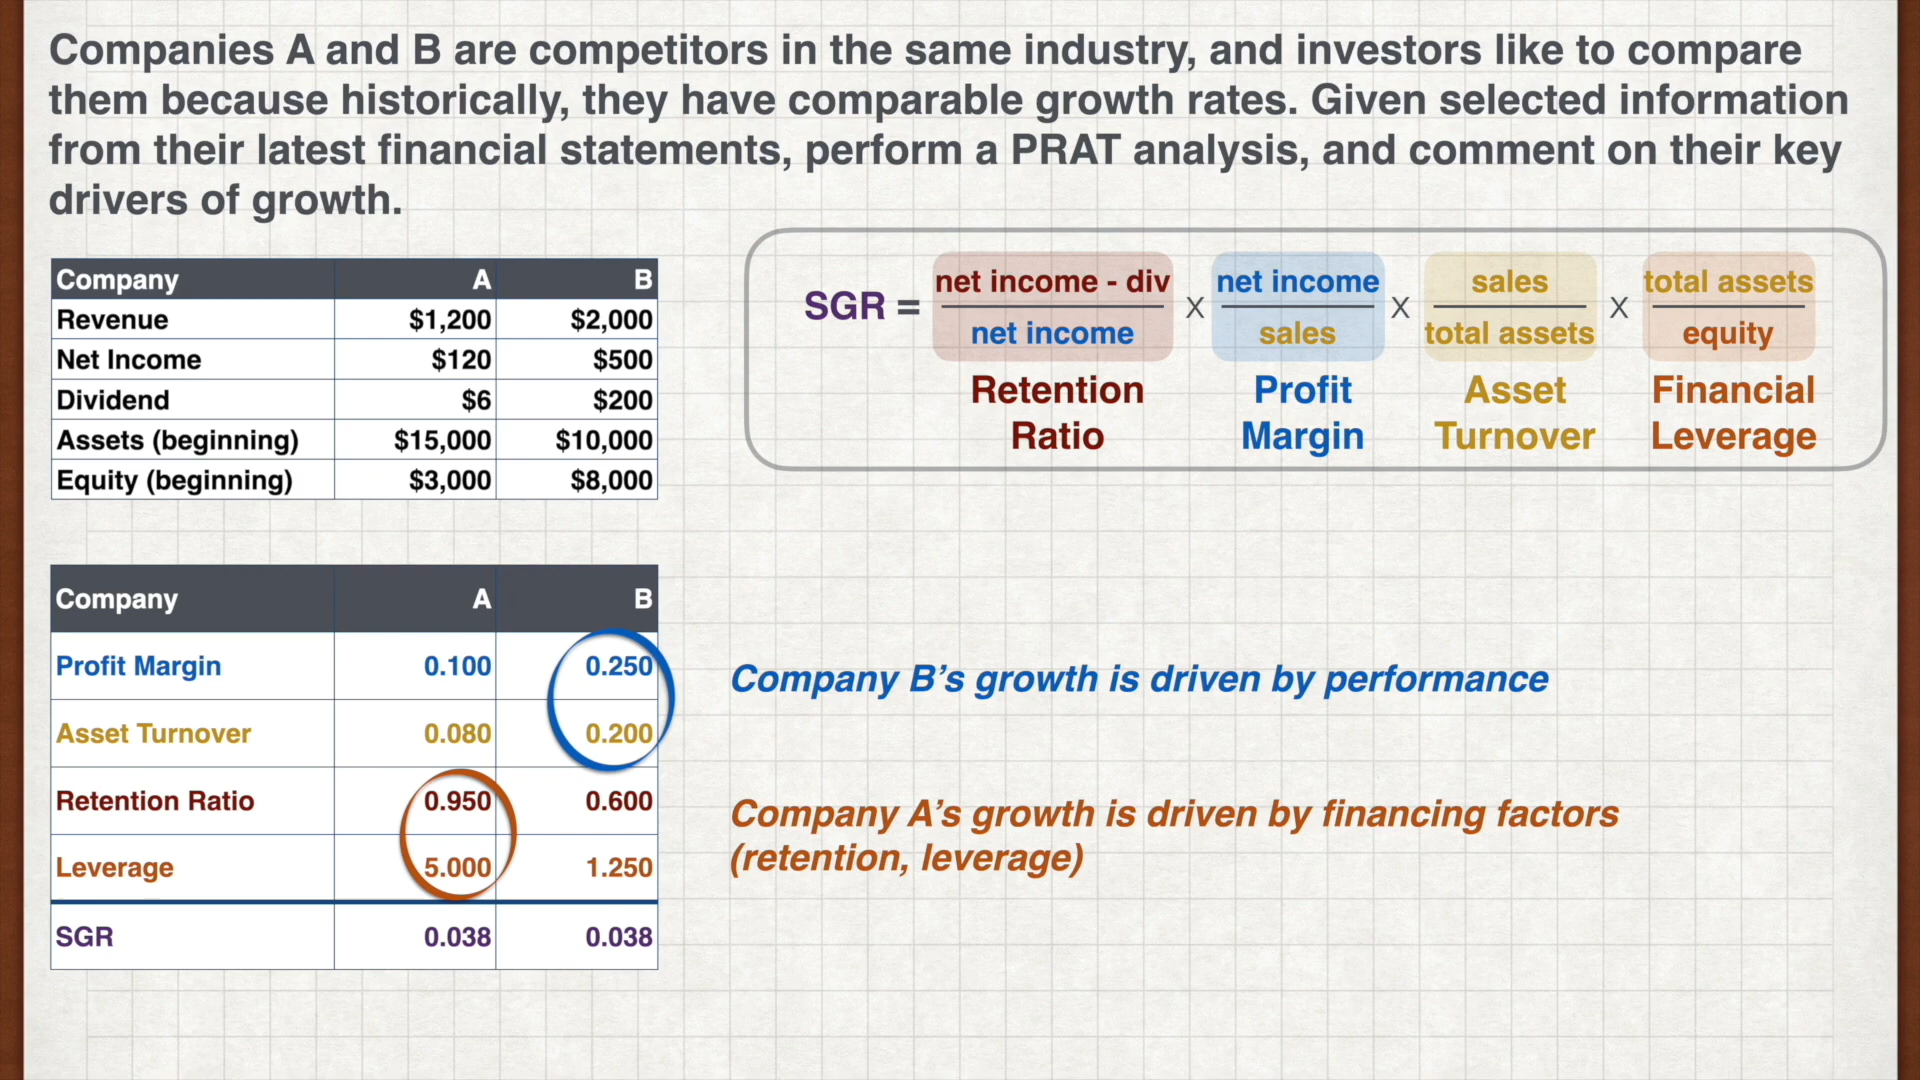 Companies A and B are competitors in the same industry, and investors like to compare
them because historically, they have comparable growth rates. Given selected information
from their latest financial statements, perform a PRAT analysis, and comment on their key
drivers of growth.
Company A B
Revenue $1,200 $2,000
Net Income $120 $500
Dividend $6 $200
Assets (beginning) $15,000 $10,000
Equity (beginning) $3,000 $8,000
net income - div net income sales total assets
SGR = X X X
net income sales total assets equity
Retention Profit Asset Financial
Ratio Margin Turnover Leverage
Company A B
Profit Margin 0.100 0.250
Asset Turnover 0.080 0.200
Retention Ratio 0.950 0.600
Leverage 5.000 1.250
SGR 0.038 0.038
Company B’s growth is driven by performance
Company A’s growth is driven by financing factors
(retention, leverage)